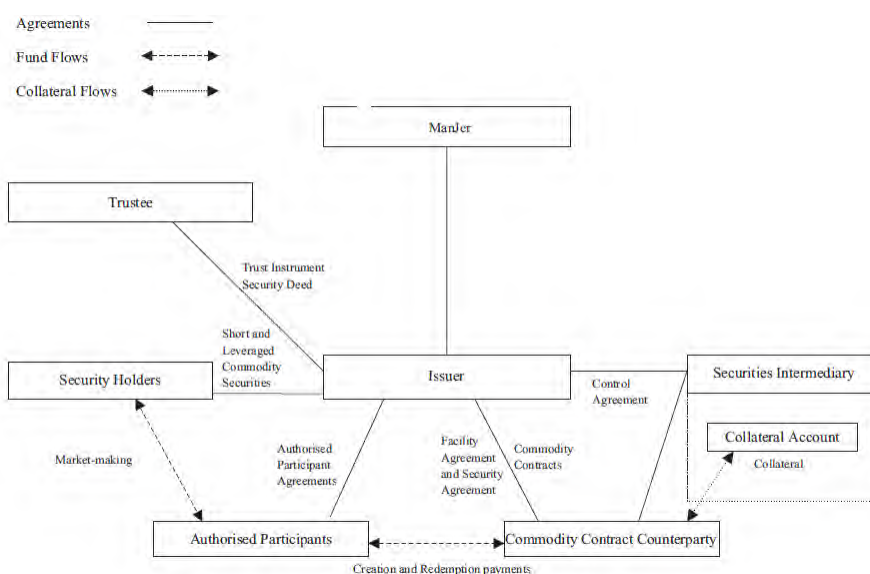 Agreements
Fund Flows
Collateral Flows
ManJer
Trustee
Trust Instrument
Security Deed
Short and
Leveraged
Commodity
Securities
Security Holders
Issuer
Securities Intermediary
Control
Agreement
Collateral Account
Collateral
Market-making
Authorised
Participant
Agreements
Facility
Agreement
and Security
Agreement
Commodity
Contracts
Authorised Participants
Commodity Contract Counterparty
Creation and Redemption payments